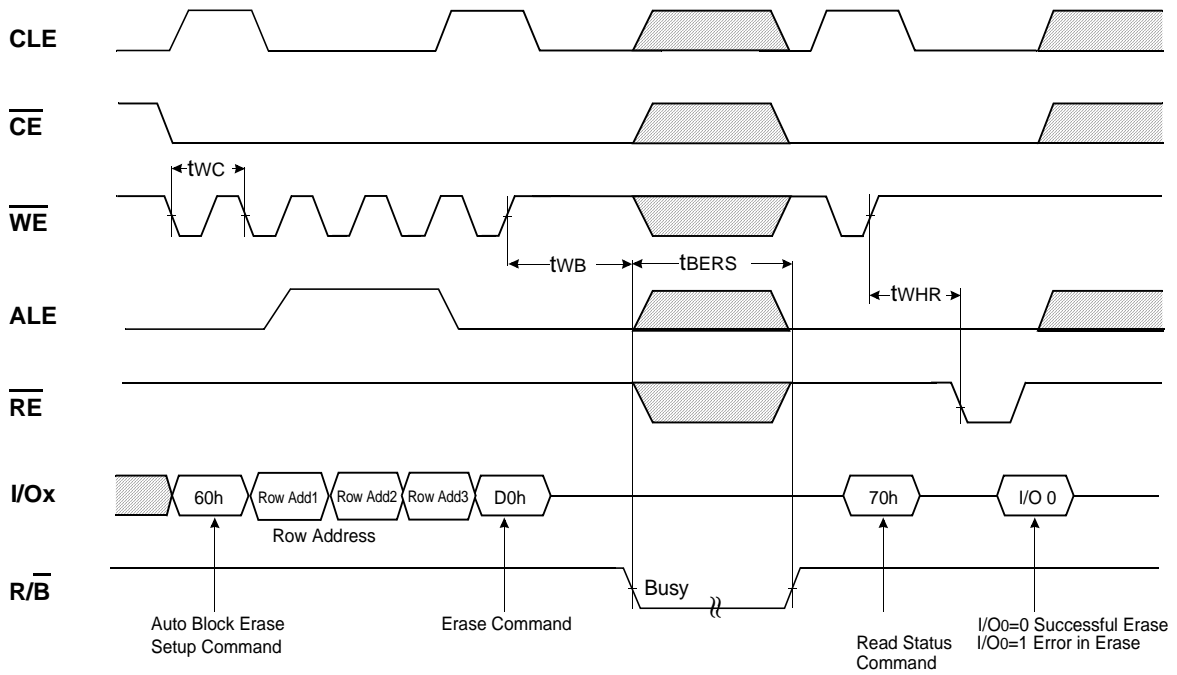 CLE
CE
tWC
WE
tWB
tBERS
tWHR
ALE
RE
I/Ox
60h
Row Add1
Row Add2
Row Add3
D0h
70h
I/O 0
Row Address
R/B
Busy
Auto Block Erase
Setup Command
Erase Command
Read Status
Command
I/O0=0 Successful Erase
I/O0=1 Error in Erase